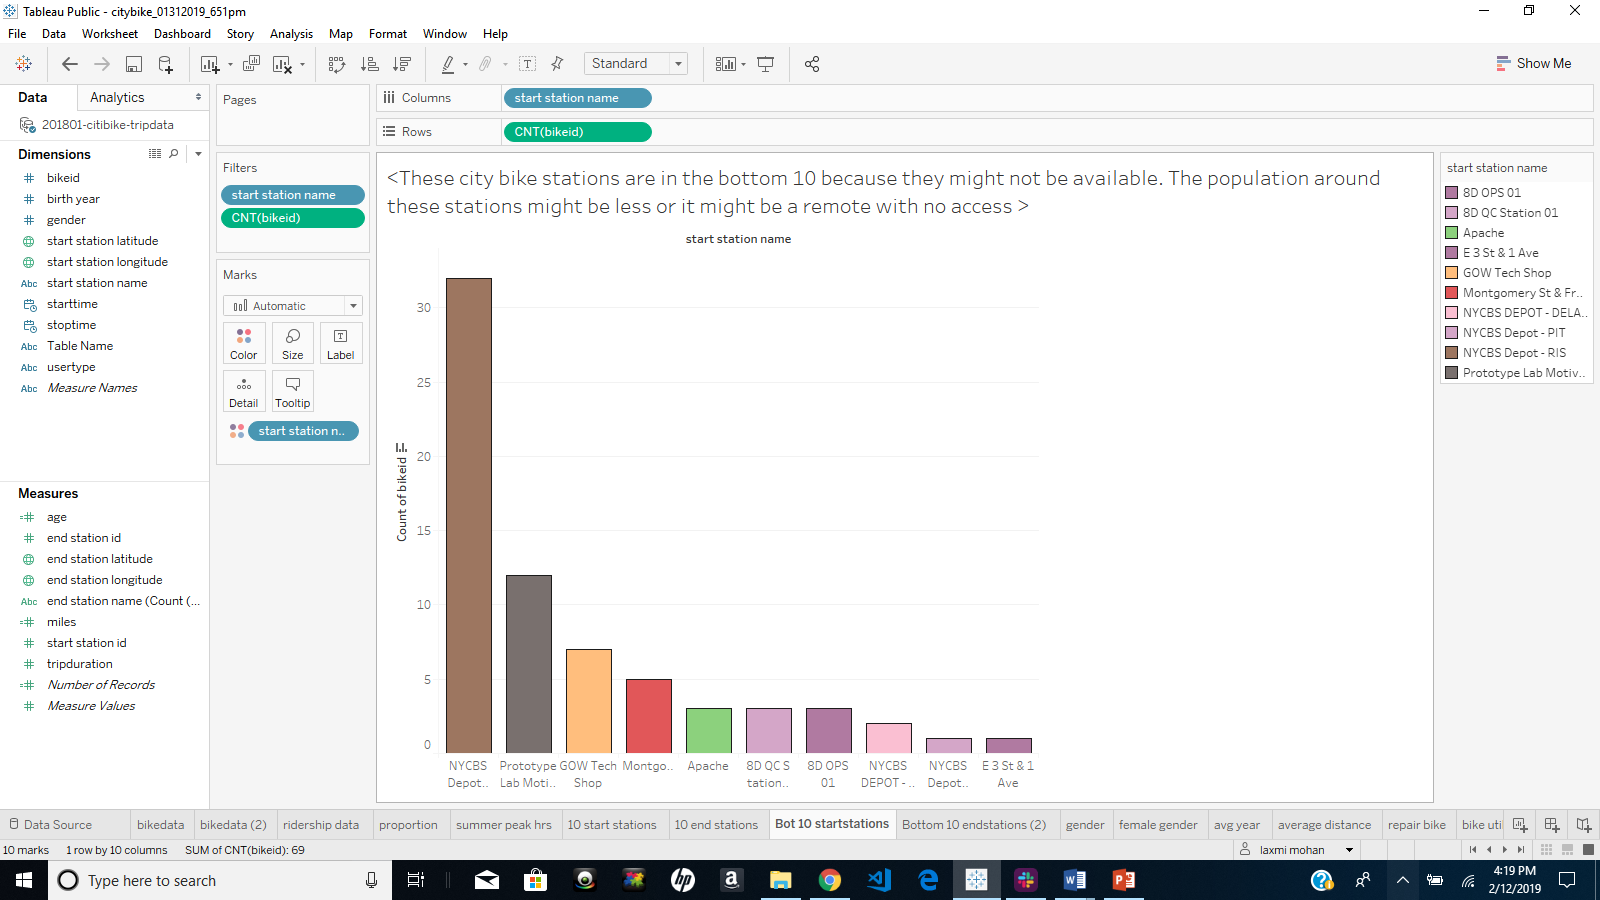 Tableau Public - citybike_01312019_651pm
File Data Worksheet Dashboard Story Analysis Map Format Window Help
Standard
Show Me
Data Analytics
201801-citibike-tripdata
Dimensions
# bikeid
# birth year
# gender
start station latitude
start station longitude
Abc start station name
starttime
stoptime
Abc Table Name
Abc usertype
Abc Measure Names
Measures
=# age
# end station id
end station latitude
end station longitude
Abc end station name (Count (...
=# miles
# start station id
# tripduration
=# Number of Records
# Measure Values
Pages
Filters
start station name
CNT(bikeid)
Marks
Automatic
Color Size Label
Detail Tooltip
start station n..
Columns start station name
Rows CNT(bikeid)
<These city bike stations are in the bottom 10 because they might not be available. The population around
these stations might be less or it might be a remote with no access >
start station name
Count of bikeid
30
25
20
15
10
5
0
NYCBS Depot..
Prototype Lab Moti..
GOW Tech Shop
Montgo..
Apache
8D QC S tation..
8D OPS 01
NYCBS DEPOT - ..
NYCBS Depot..
E 3 St & 1 Ave
start station name
8D OPS 01
8D QC Station 01
Apache
E 3 St & 1 Ave
GOW Tech Shop
Montgomery St & Fr..
NYCBS DEPOT - DELA..
NYCBS Depot - PIT
NYCBS Depot - RIS
Prototype Lab Motiv..
Data Source bikedata bikedata (2) ridership data proportion summer peak hrs 10 start stations 10 end stations Bot 10 startstations Bottom 10 endstations (2) gender female gender avg year average distance repair bike bike uti
10 marks 1 row by 10 columns SUM of CNT(bikeid): 69 laxmi mohan
Type here to search
4:19 PM
2/12/2019